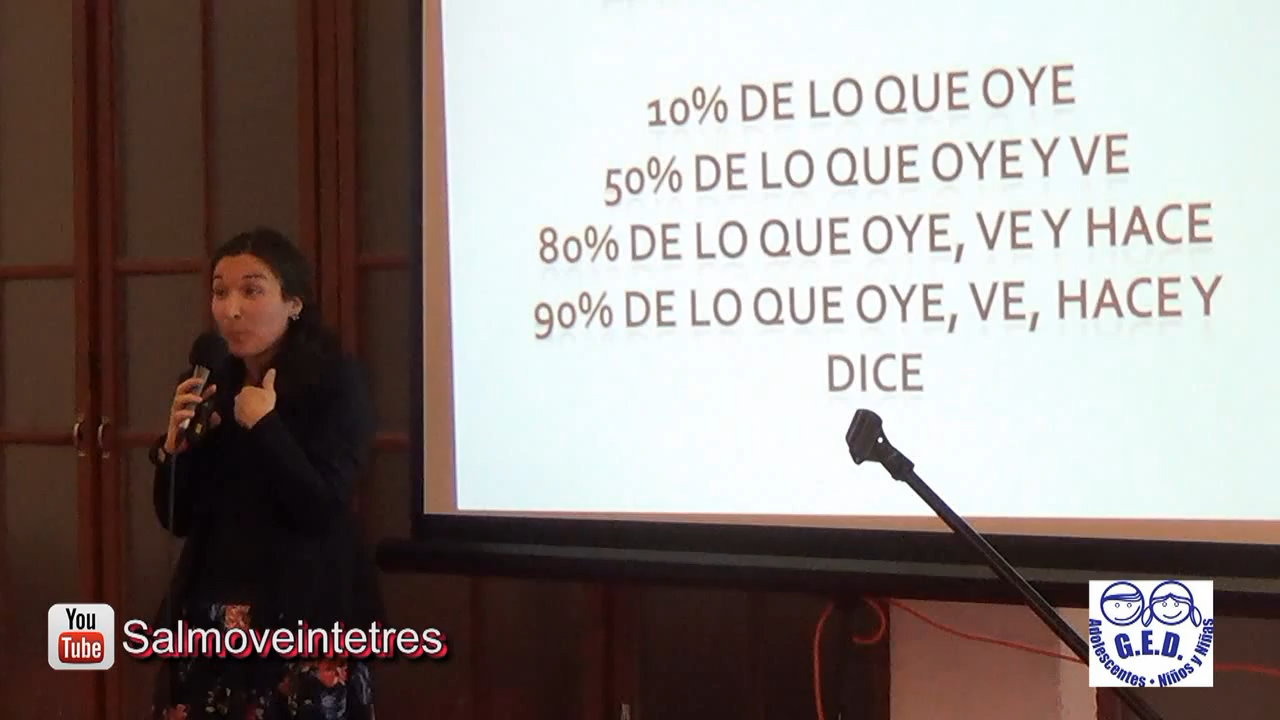 10% DE LO QUE OYE
50% DE LO QUE OYE Y VE
80% DE LO QUE OYE, VE Y HACE
90% DE LO QUE OYE, VE, HACE Y
DICE
You
Tube
Salmoveintetres
G.E.D.
Adolescentes • Niños y Niñas